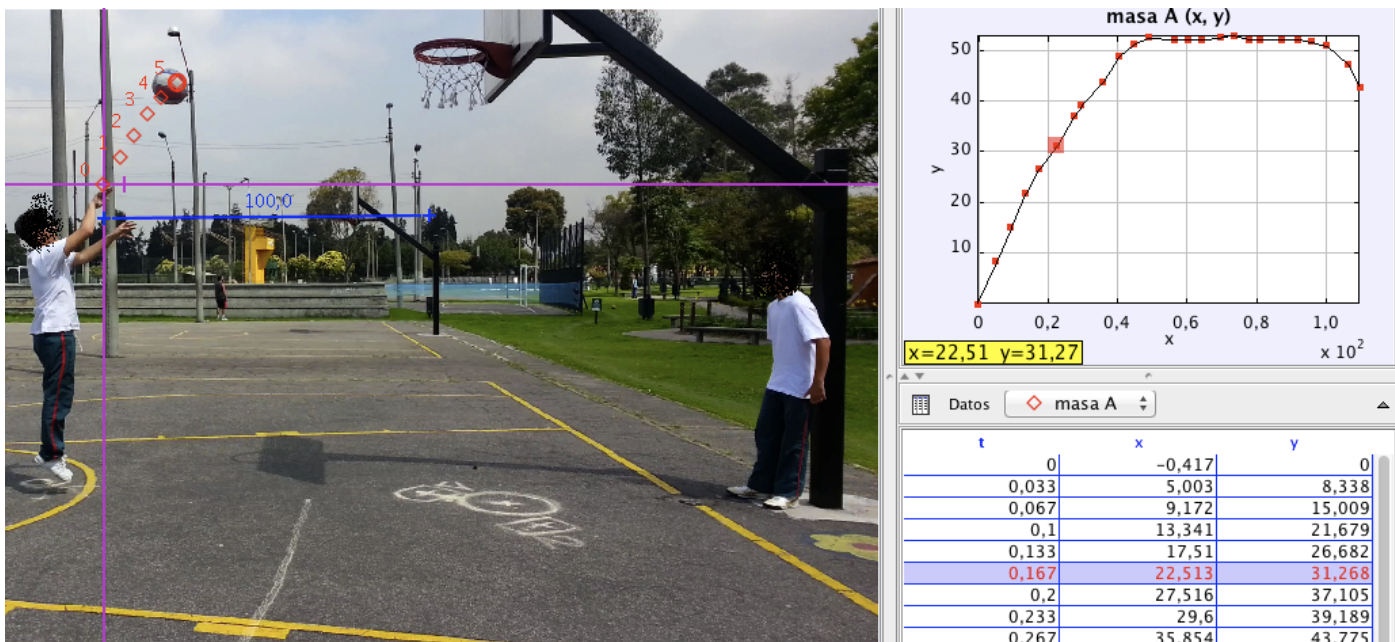 0
1
2
3
4
5
100,0
masa A (x, y)
y
50
40
30
20
10
0 0,2 0,4 0,6 0,8 1,0
x
x 10²
x=22,51 y=31,27
Datos masa A
t x y
0 -0,417 0
0,033 5,003 8,338
0,067 9,172 15,009
0,1 13,341 21,679
0,133 17,51 26,682
0,167 22,513 31,268
0,2 27,516 37,105
0,233 29,6 39,189
0,267 35,854 43,775